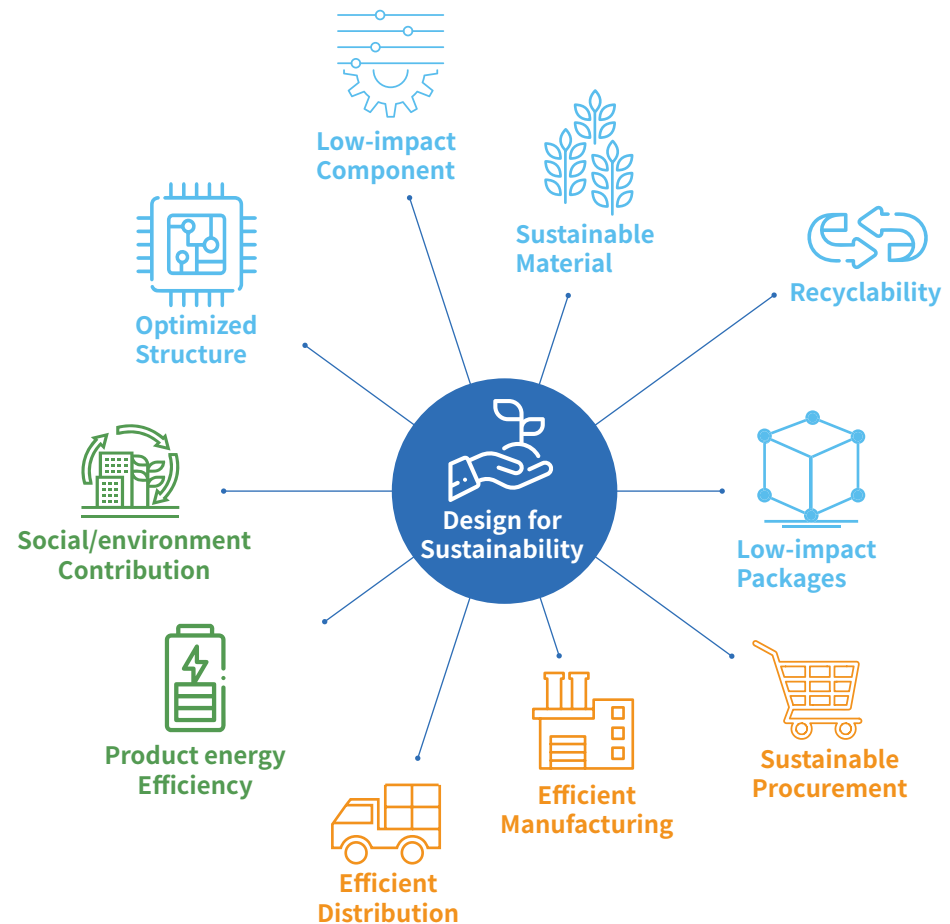 Low-impact
Component
Sustainable
Material
Recyclability
Optimized
Structure
Design for
Sustainability
Social/environment
Contribution
Low-impact
Packages
Product energy
Efficiency
Sustainable
Procurement
Efficient
Manufacturing
Efficient
Distribution